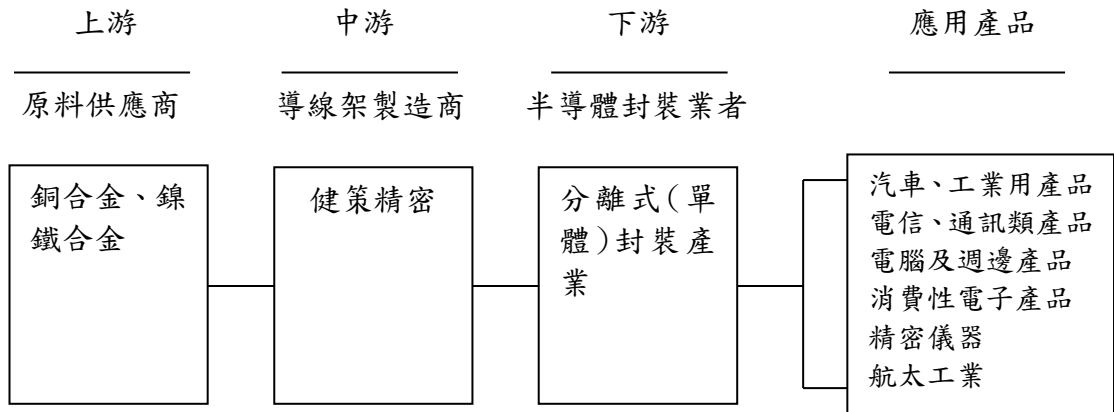 上游
中游
下游
應用產品
原料供應商
導線架製造商
半導體封裝業者
銅合金、鎳
鐵合金
健策精密
分離式(單
體)封裝產
業
汽車、工業用產品
電信、通訊類產品
電腦及週邊產品
消費性電子產品
精密儀器
航太工業